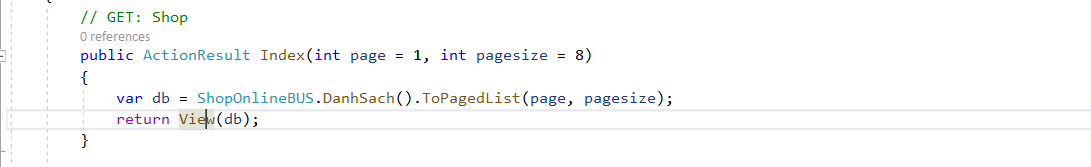 {
// GET: Shop
0 references
public ActionResult Index(int page = 1, int pagesize = 8)
{
var db = ShopOnlineBUS.DanhSach().ToPagedList(page, pagesize);
return View(db);
}